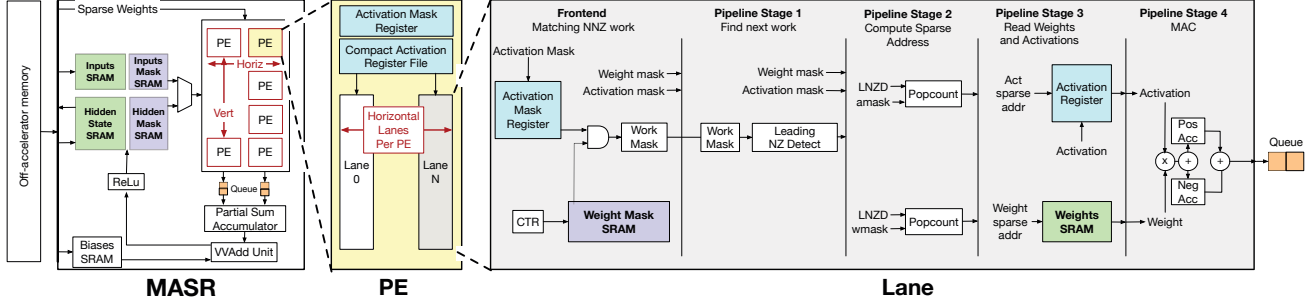 Off-accelerator memory
Sparse Weights
Inputs
SRAM
Inputs
Mask
SRAM
Hidden
State
SRAM
Hidden
Mask
SRAM
ReLu
Biases
SRAM
PE
PE
Horiz
PE
Vert
PE
PE
PE
Queue
Partial Sum
Accumulator
VVAdd Unit
MASR
Activation Mask
Register
Compact Activation
Register File
Horizontal
Lanes
Per PE
Lane
0
Lane
N
PE
Frontend
Matching NNZ work
Activation Mask
Activation
Mask
Register
Weight mask
Activation mask
Work
Mask
CTR
Weight Mask
SRAM
Pipeline Stage 1
Find next work
Weight mask
Activation mask
Work
Mask
Leading
NZ Detect
Pipeline Stage 2
Compute Sparse
Address
LNZD
amask
Popcount
LNZD
wmask
Popcount
Pipeline Stage 3
Read Weights
and Activations
Act
sparse
addr
Activation
Register
Activation
Weight
sparse
addr
Weights
SRAM
Pipeline Stage 4
MAC
Activation
Pos
Acc
x
+
+
Neg
Acc
Weight
Queue
Lane